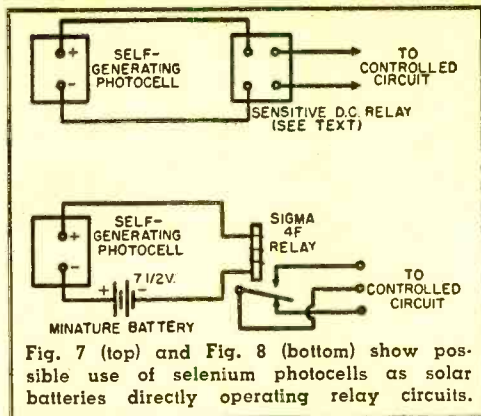 +
-
SELF-
GENERATING
PHOTOCELL
TO
CONTROLLED
CIRCUIT
SENSITIVE D.C. RELAY
(SEE TEXT)
+
-
SELF-
GENERATING
PHOTOCELL
SIGMA
4F
RELAY
7 1/2 V.
+ -
MINATURE BATTERY
TO
CONTROLLED
CIRCUIT
Fig. 7 (top) and Fig. 8 (bottom) show pos-
sible use of selenium photocells as solar
batteries directly operating relay circuits.